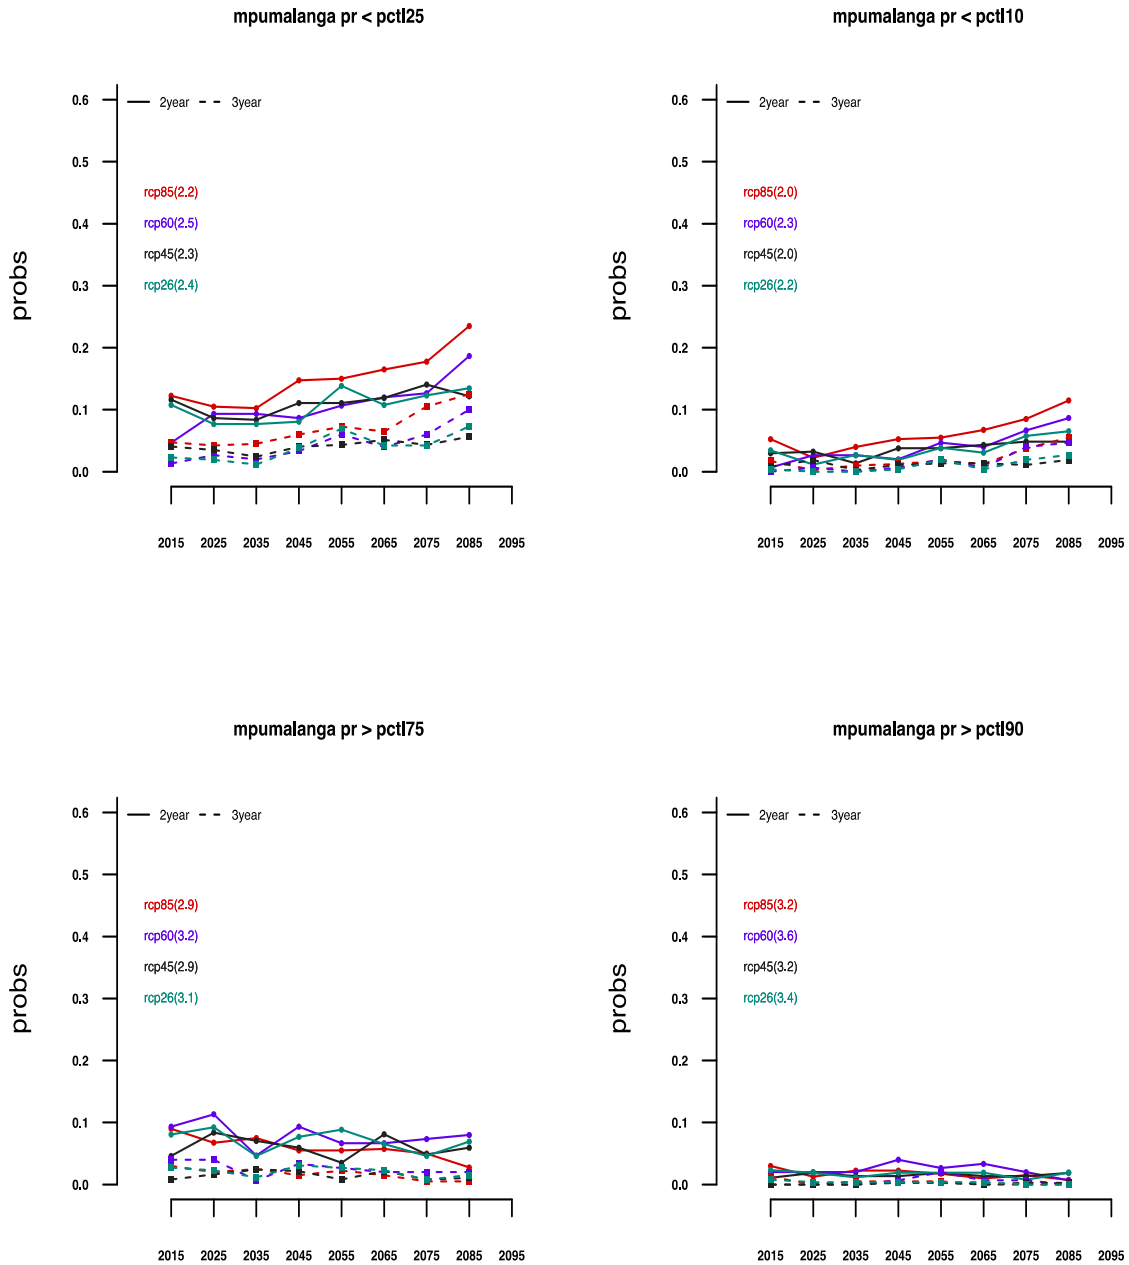 mpumalanga pr < pctl25
0.6
2year
3year
0.5
rcp85(2.2)
0.4
rcp60(2.5)
rcp45(2.3)
0.3
rcp26(2.4)
probs
0.2
0.1
0.0
2015 2025 2035 2045 2055 2065 2075 2085 2095
mpumalanga pr < pctl10
0.6
2year
3year
0.5
rcp85(2.0)
0.4
rcp60(2.3)
rcp45(2.0)
0.3
rcp26(2.2)
probs
0.2
0.1
0.0
2015 2025 2035 2045 2055 2065 2075 2085 2095
mpumalanga pr > pctl75
0.6
2year
3year
0.5
rcp85(2.9)
0.4
rcp60(3.2)
rcp45(2.9)
0.3
rcp26(3.1)
probs
0.2
0.1
0.0
2015 2025 2035 2045 2055 2065 2075 2085 2095
mpumalanga pr > pctl90
0.6
2year
3year
0.5
rcp85(3.2)
0.4
rcp60(3.6)
rcp45(3.2)
0.3
rcp26(3.4)
probs
0.2
0.1
0.0
2015 2025 2035 2045 2055 2065 2075 2085 2095